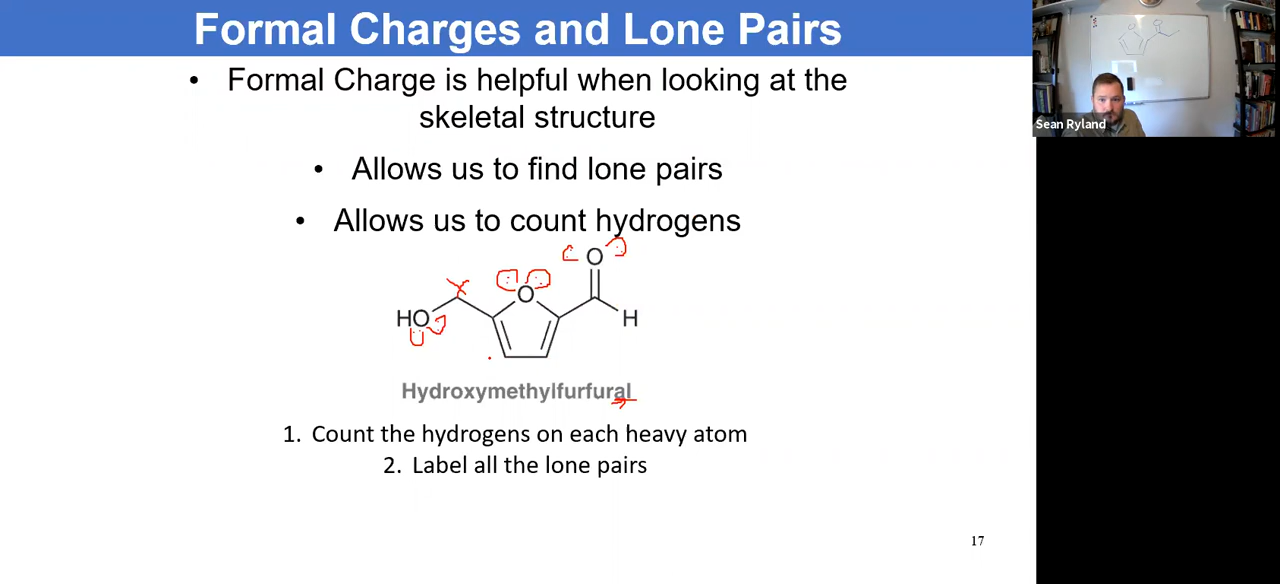 Formal Charges and Lone Pairs
• Formal Charge is helpful when looking at the
skeletal structure
• Allows us to find lone pairs
• Allows us to count hydrogens
O
O
HO
H
Hydroxymethylfurfural
1. Count the hydrogens on each heavy atom
2. Label all the lone pairs
17
Sean Ryland